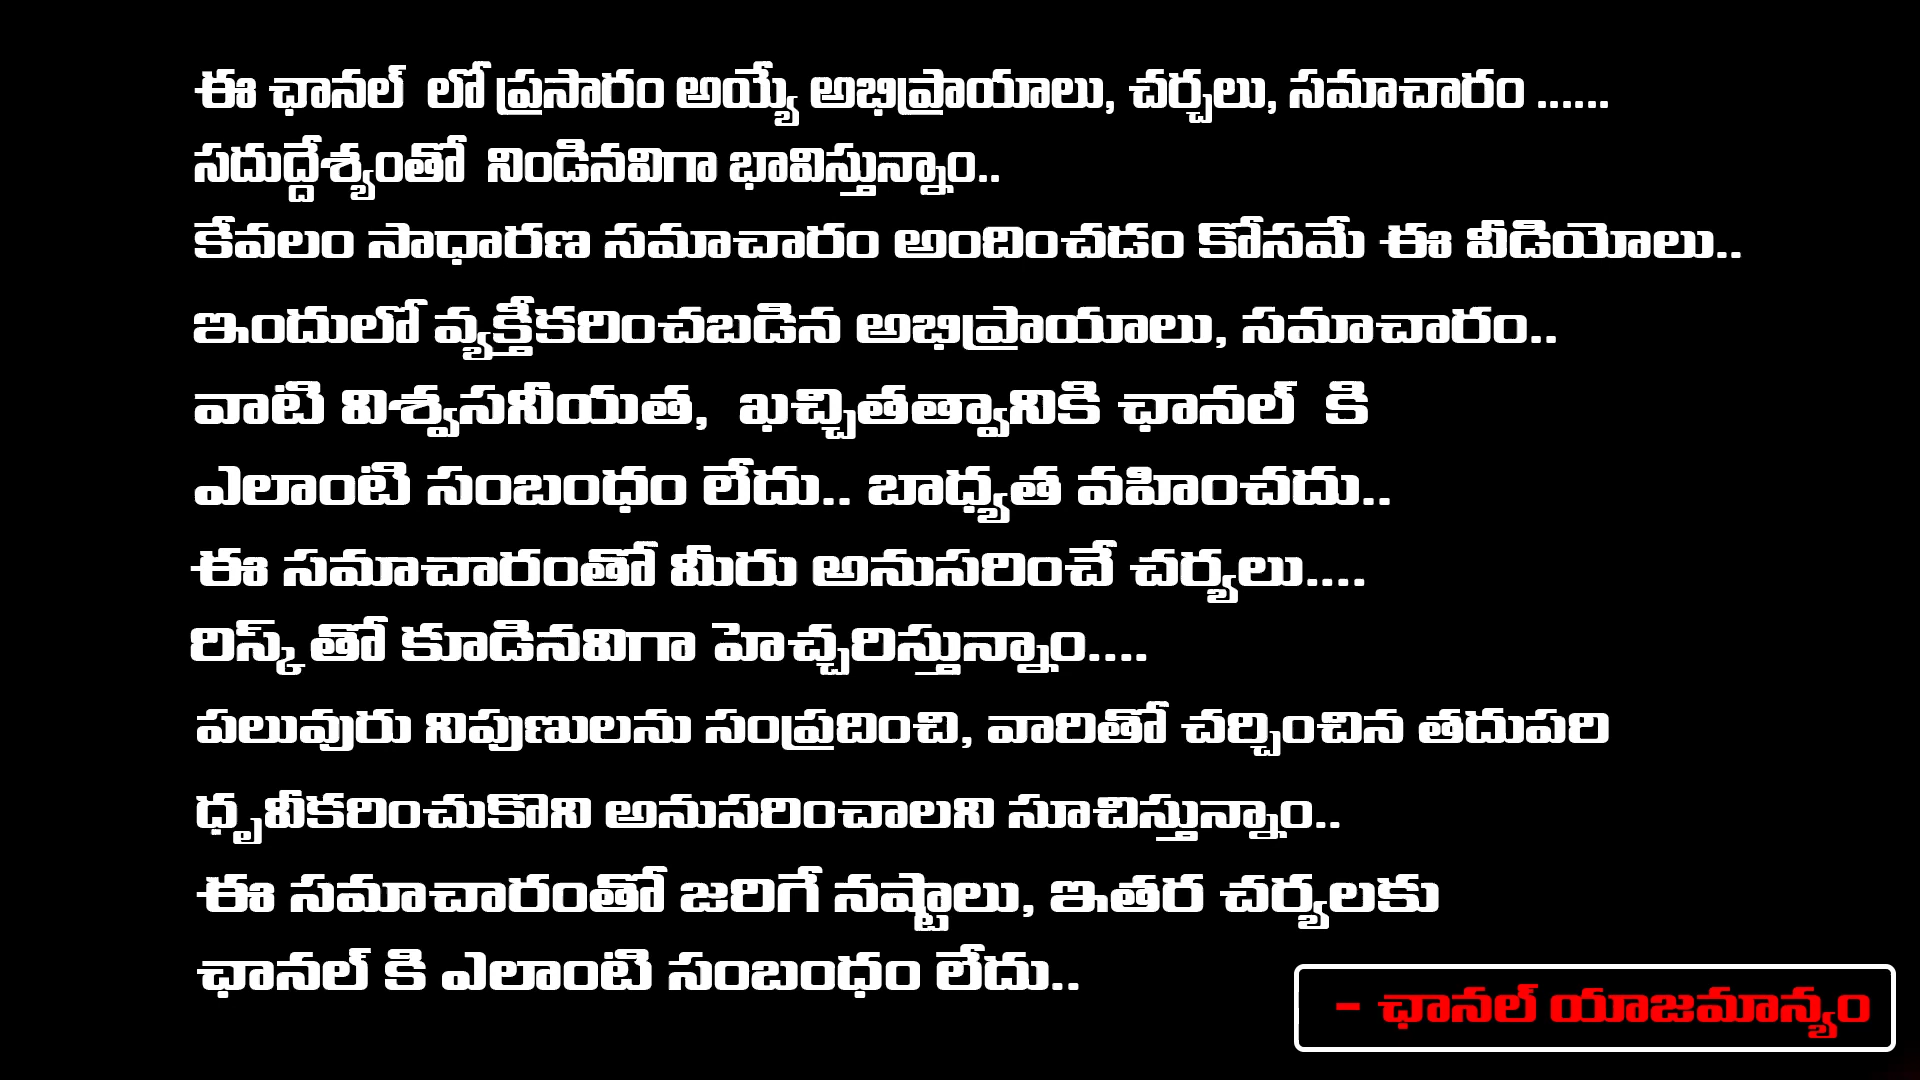 ఈ ఛానల్ లో ప్రసారం అయ్యే అభిప్రాయాలు, చర్చలు, సమాచారం ......
సదుద్దేశ్యంతో నిండినవిగా భావిస్తున్నాం..
కేవలం సాధారణ సమాచారం అందించడం కోసమే ఈ వీడియోలు..
ఇందులో వ్యక్తీకరించబడిన అభిప్రాయాలు, సమాచారం..
వాటి విశ్వసనీయత, ఖచ్చితత్వానికి ఛానల్ కి
ఎలాంటి సంబంధం లేదు.. బాధ్యత వహించదు..
ఈ సమాచారంతో మీరు అనుసరించే చర్యలు....
రిస్క్ తో కూడినవిగా హెచ్చరిస్తున్నాం....
పలువురు నిపుణులను సంప్రదించి, వారితో చర్చించిన తదుపరి
ధృవీకరించుకొని అనుసరించాలని సూచిస్తున్నాం..
ఈ సమాచారంతో జరిగే నష్టాలు, ఇతర చర్యలకు
ఛానల్ కి ఎలాంటి సంబంధం లేదు..
- ఛానల్ యాజమాన్యం